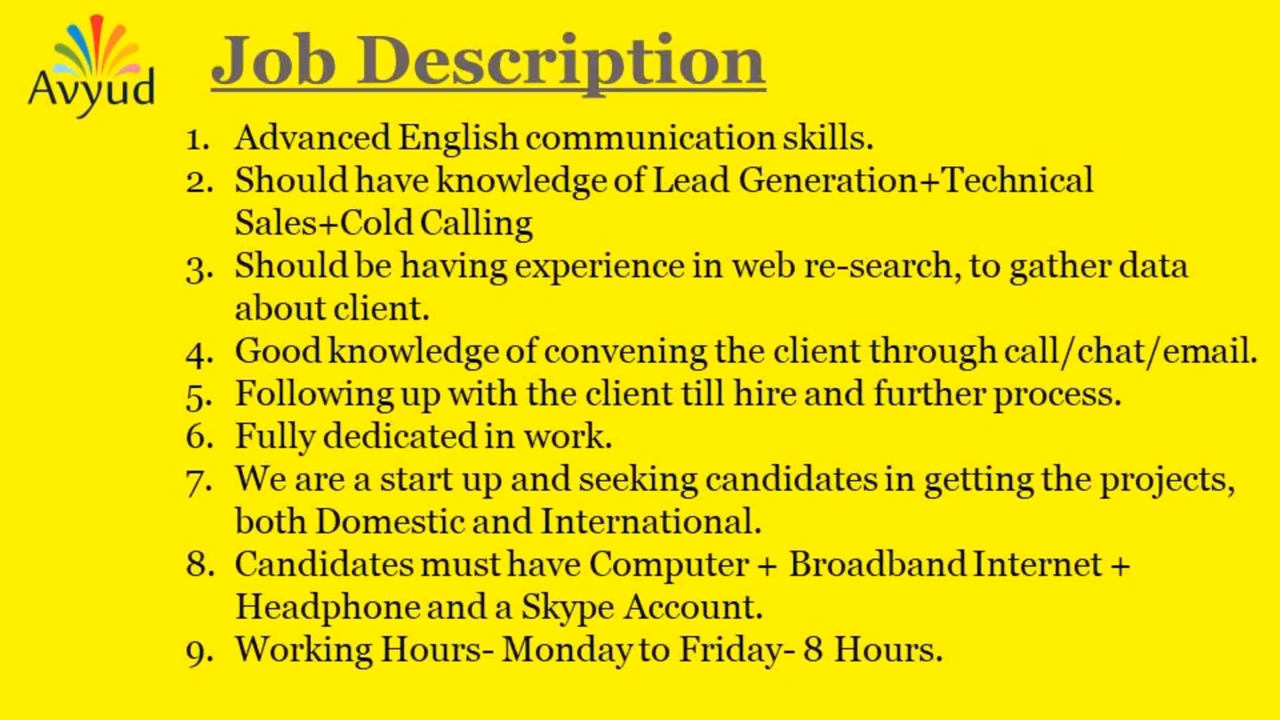 Avyud
Job Description
1. Advanced English communication skills.
2. Should have knowledge of Lead Generation+Technical
Sales+Cold Calling
3. Should be having experience in web re-search, to gather data
about client.
4. Good knowledge of convening the client through call/chat/email.
5. Following up with the client till hire and further process.
6. Fully dedicated in work.
7. We are a start up and seeking candidates in getting the projects,
both Domestic and International.
8. Candidates must have Computer + Broadband Internet +
Headphone and a Skype Account.
9. Working Hours- Monday to Friday- 8 Hours.